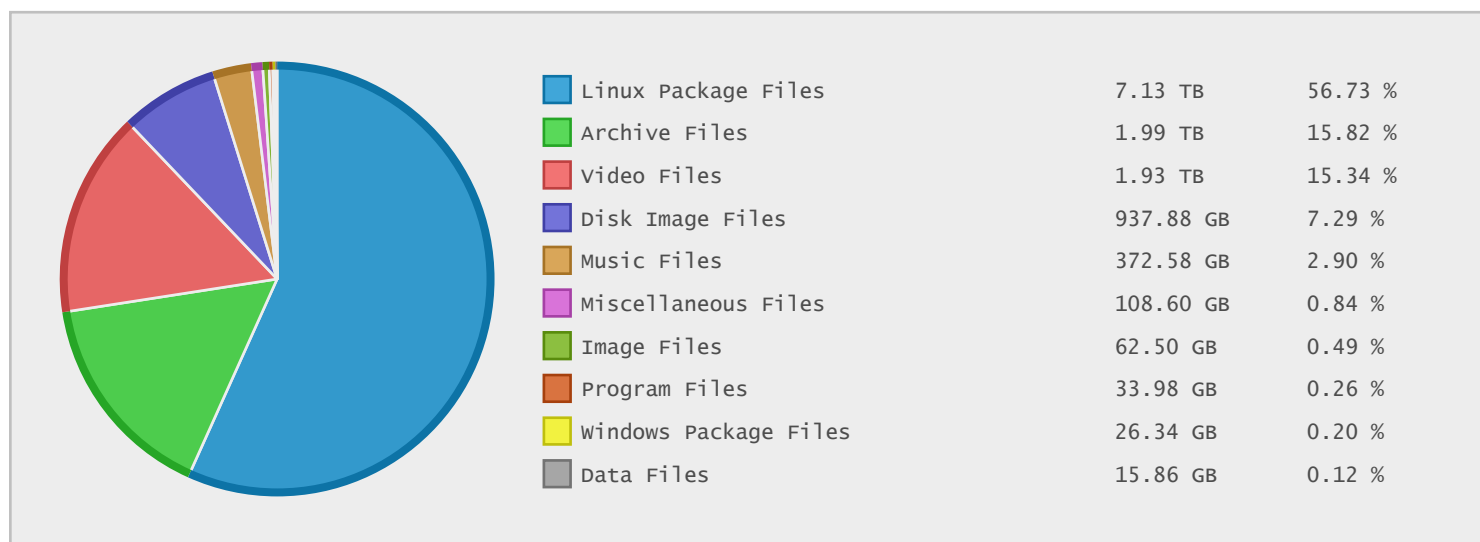 Linux Package Files 7.13 TB 56.73 %
Archive Files 1.99 TB 15.82 %
Video Files 1.93 TB 15.34 %
Disk Image Files 937.88 GB 7.29 %
Music Files 372.58 GB 2.90 %
Miscellaneous Files 108.60 GB 0.84 %
Image Files 62.50 GB 0.49 %
Program Files 33.98 GB 0.26 %
Windows Package Files 26.34 GB 0.20 %
Data Files 15.86 GB 0.12 %